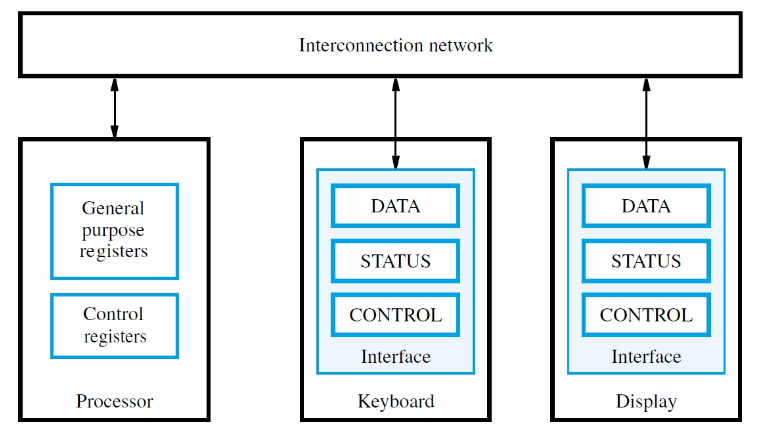 Interconnection network
General
purpose
registers
Control
registers
Processor
DATA
STATUS
CONTROL
Interface
Keyboard
DATA
STATUS
CONTROL
Interface
Display